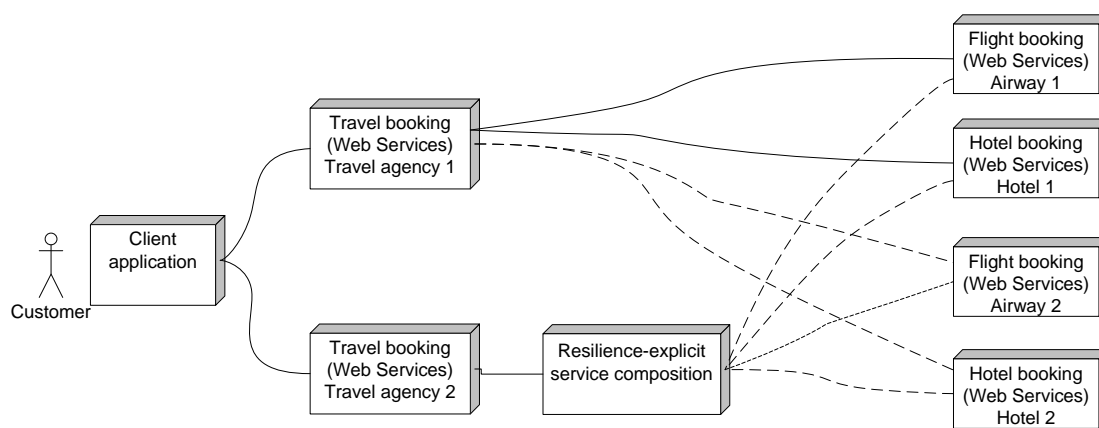 Customer
Client
application
Travel booking
(Web Services)
Travel agency 1
Travel booking
(Web Services)
Travel agency 2
Resilience-explicit
service composition
Flight booking
(Web Services)
Airway 1
Hotel booking
(Web Services)
Hotel 1
Flight booking
(Web Services)
Airway 2
Hotel booking
(Web Services)
Hotel 2